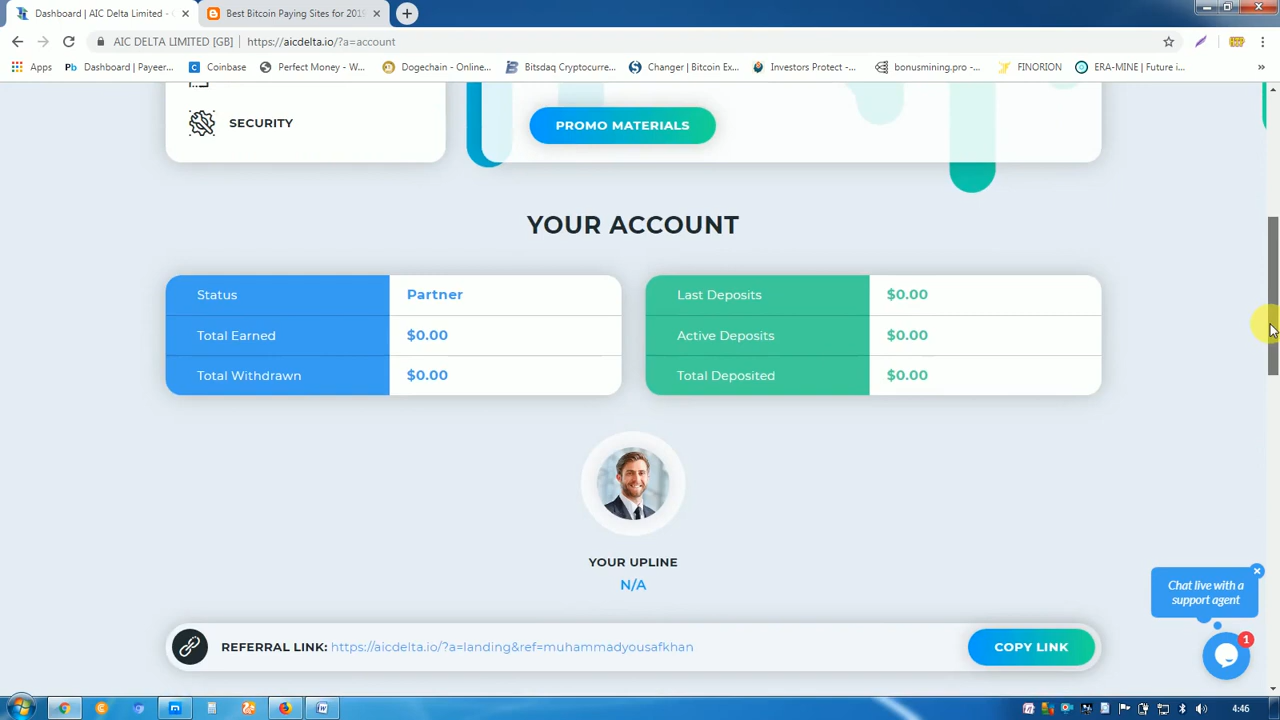 Dashboard | AIC Delta Limited -
Best Bitcoin Paying Sites for 2019
AIC DELTA LIMITED [GB]
https://aicdelta.io/?a=account
Apps
Dashboard | Payeer...
Coinbase
Perfect Money - W...
Dogechain - Online...
Bitsdaq Cryptocurre...
Changer | Bitcoin Ex...
Investors Protect -...
bonusmining.pro -...
FINORION
ERA-MINE | Future i...
SECURITY
PROMO MATERIALS
YOUR ACCOUNT
Status Partner
Total Earned $0.00
Total Withdrawn $0.00
Last Deposits $0.00
Active Deposits $0.00
Total Deposited $0.00
YOUR UPLINE
N/A
REFERRAL LINK: https://aicdelta.io/?a=landing&ref=muhammadyousafkhan
COPY LINK
Chat live with a
support agent
1
4:46